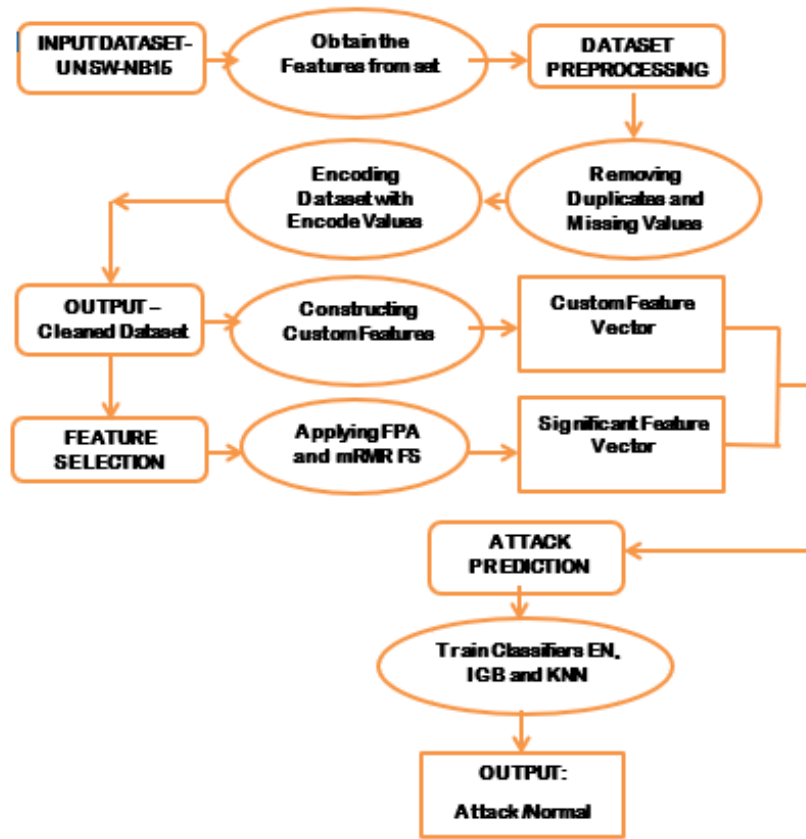 INPUT DATASET-
UNSW-NB15
Obtain the
Features from set
DATASET
PREPROCESSING
Encoding
Dataset with
Encode Values
Removing
Duplicates and
Missing Values
OUTPUT –
Cleaned Dataset
Constructing
Custom Features
Custom Feature
Vector
FEATURE
SELECTION
Applying FPA
and mRMR FS
Significant Feature
Vector
ATTACK
PREDICTION
Train Classifiers EN,
IGB and KNN
OUTPUT:
Attack/Normal